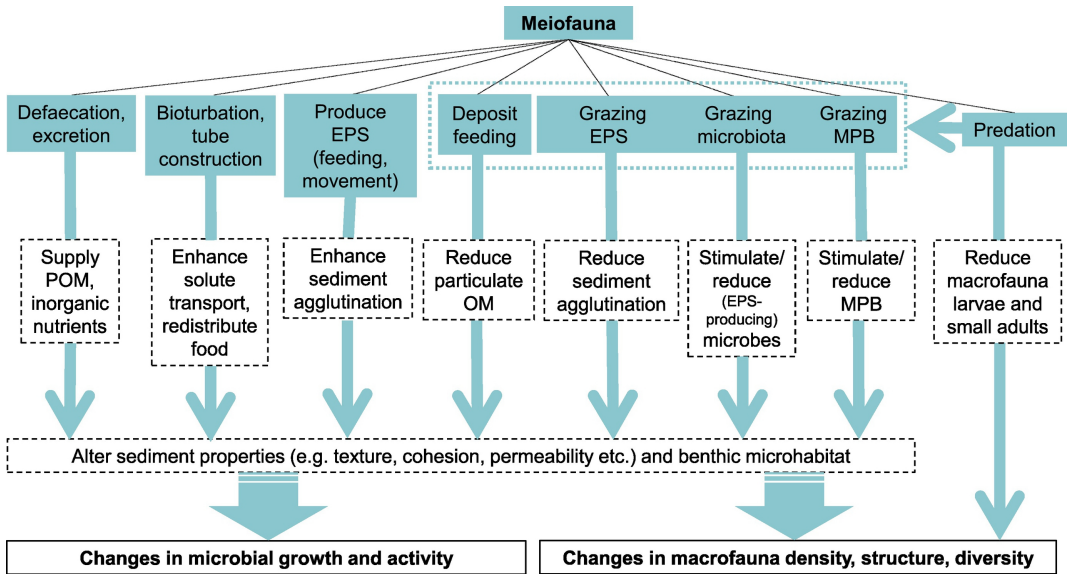 Meiofauna
Defaecation,
excretion
Bioturbation,
tube
construction
Produce
EPS
(feeding,
movement)
Deposit
feeding
Grazing
EPS
Grazing
microbiota
Grazing
MPB
Predation
Supply
POM,
inorganic
nutrients
Enhance
solute
transport,
redistribute
food
Enhance
sediment
agglutination
Reduce
particulate
OM
Reduce
sediment
agglutination
Stimulate/
reduce
(EPS-
producing)
microbes
Stimulate/
reduce
MPB
Reduce
macrofauna
larvae and
small adults
Alter sediment properties (e.g. texture, cohesion, permeability etc.) and benthic microhabitat
Changes in microbial growth and activity
Changes in macrofauna density, structure, diversity